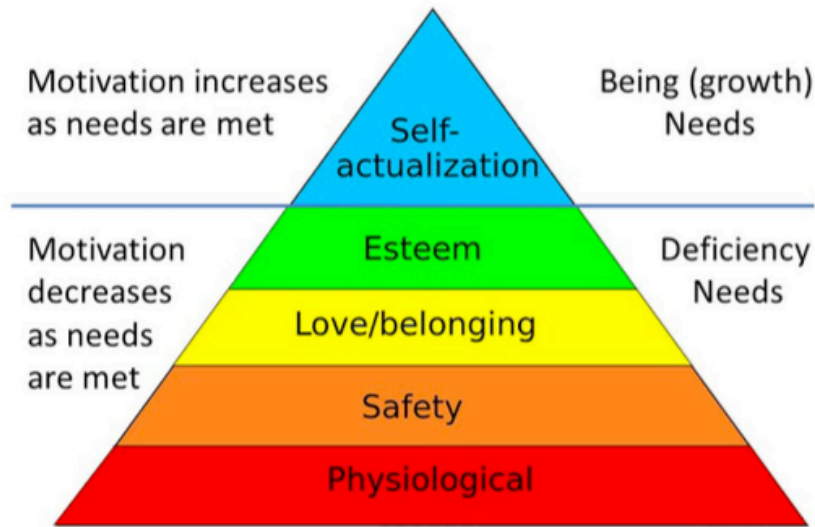 Motivation increases
as needs are met
Being (growth)
Needs
Self-
actualization
Motivation
decreases
as needs
are met
Esteem
Deficiency
Needs
Love/belonging
Safety
Physiological